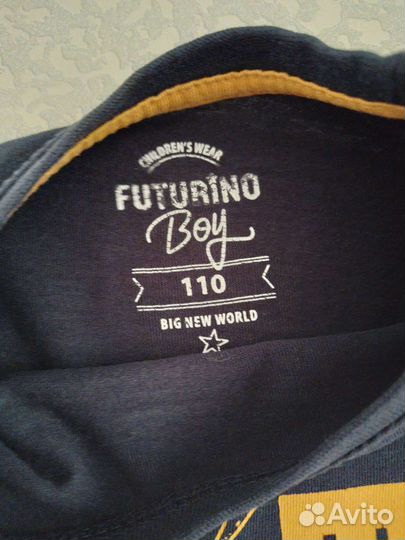 CHILDREN'S WEAR
FUTURINO
Boy
110
BIG NEW WORLD
Avito